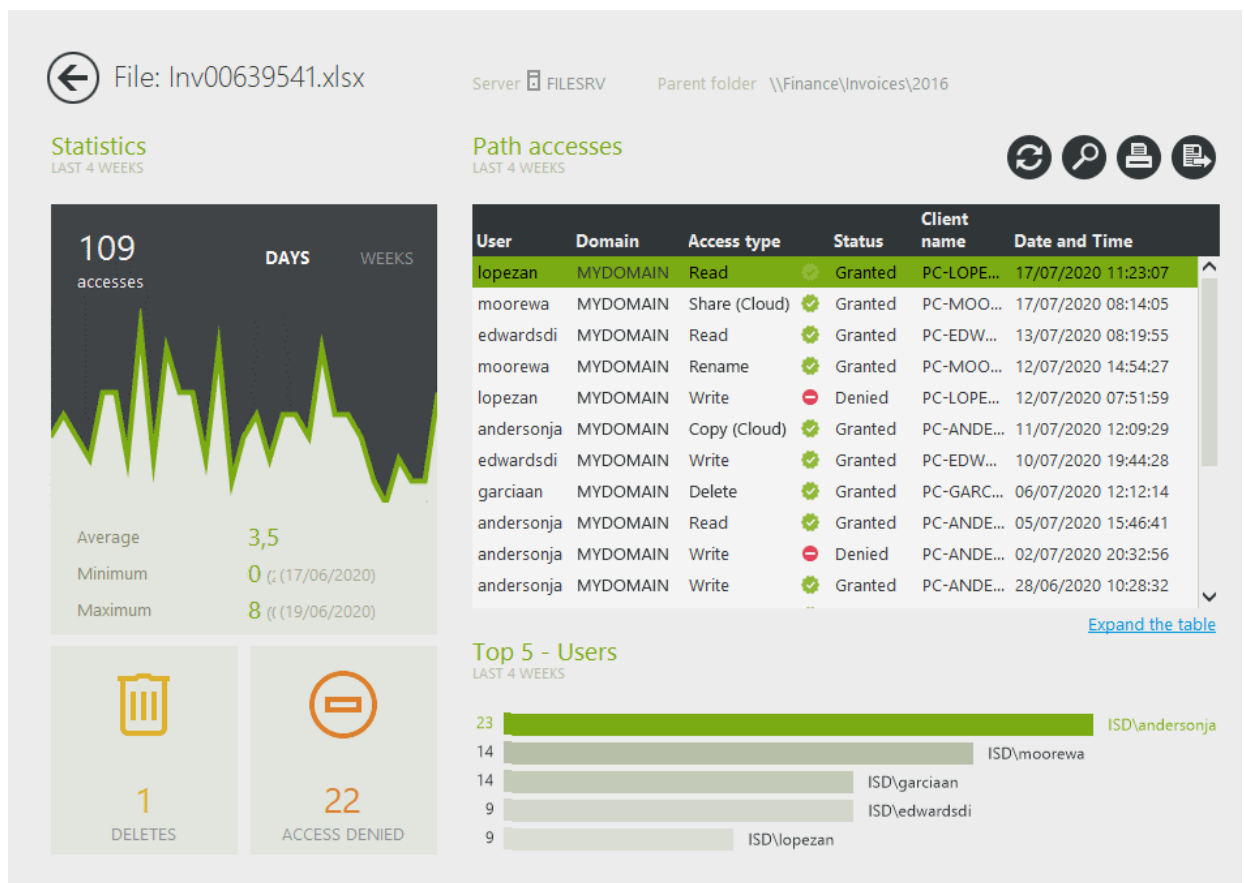 File: Inv00639541.xlsx
Server FILESRV Parent folder \\Finance\Invoices\2016
Statistics
LAST 4 WEEKS
109
accesses
DAYS WEEKS
Average 3,5
Minimum 0 (17/06/2020)
Maximum 8 (19/06/2020)
1
DELETES
22
ACCESS DENIED
Path accesses
LAST 4 WEEKS
User Domain Access type Status Client name Date and Time
lopezan MYDOMAIN Read Granted PC-LOPE... 17/07/2020 11:23:07
moorewa MYDOMAIN Share (Cloud) Granted PC-MOO... 17/07/2020 08:14:05
edwardsdi MYDOMAIN Read Granted PC-EDW... 13/07/2020 08:19:55
moorewa MYDOMAIN Rename Granted PC-MOO... 12/07/2020 14:54:27
lopezan MYDOMAIN Write Denied PC-LOPE... 12/07/2020 07:51:59
andersonja MYDOMAIN Copy (Cloud) Granted PC-ANDE... 11/07/2020 12:09:29
edwardsdi MYDOMAIN Write Granted PC-EDW... 10/07/2020 19:44:28
garciaan MYDOMAIN Delete Granted PC-GARC... 06/07/2020 12:12:14
andersonja MYDOMAIN Read Granted PC-ANDE... 05/07/2020 15:46:41
andersonja MYDOMAIN Write Denied PC-ANDE... 02/07/2020 20:32:56
andersonja MYDOMAIN Write Granted PC-ANDE... 28/06/2020 10:28:32
Expand the table
Top 5 - Users
LAST 4 WEEKS
23 ISD\andersonja
14 ISD\moorewa
14 ISD\garciaan
9 ISD\edwardsdi
9 ISD\lopezan